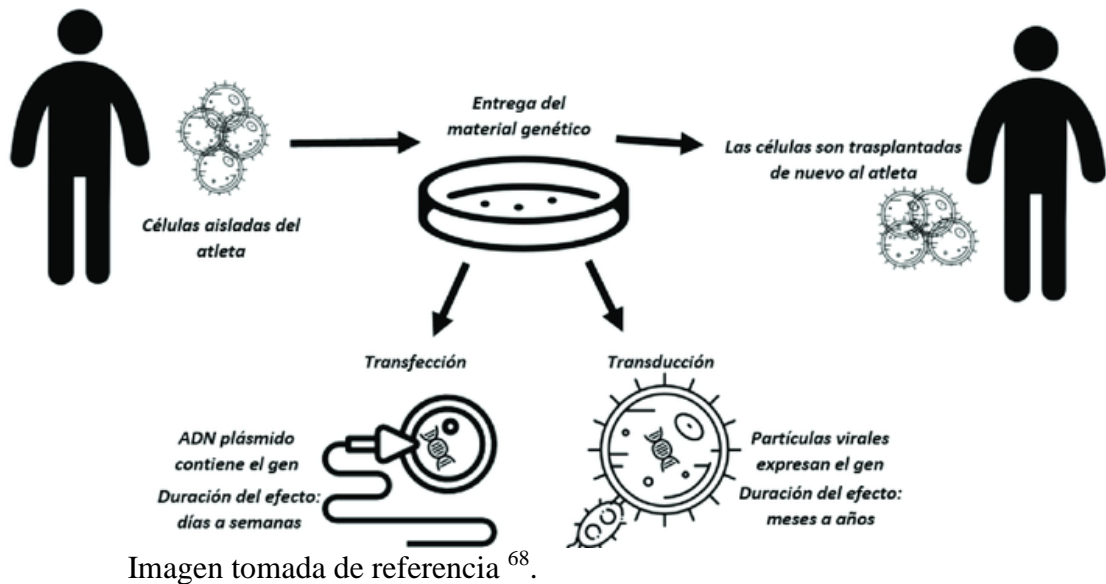 Entrega del
material genético
Células aisladas del
atleta
Las células son trasplantadas
de nuevo al atleta
Transfección
ADN plásmido
contiene el gen
Duración del efecto:
días a semanas
Transducción
Partículas virales
expresan el gen
Duración del efecto:
meses a años
Imagen tomada de referencia 68.